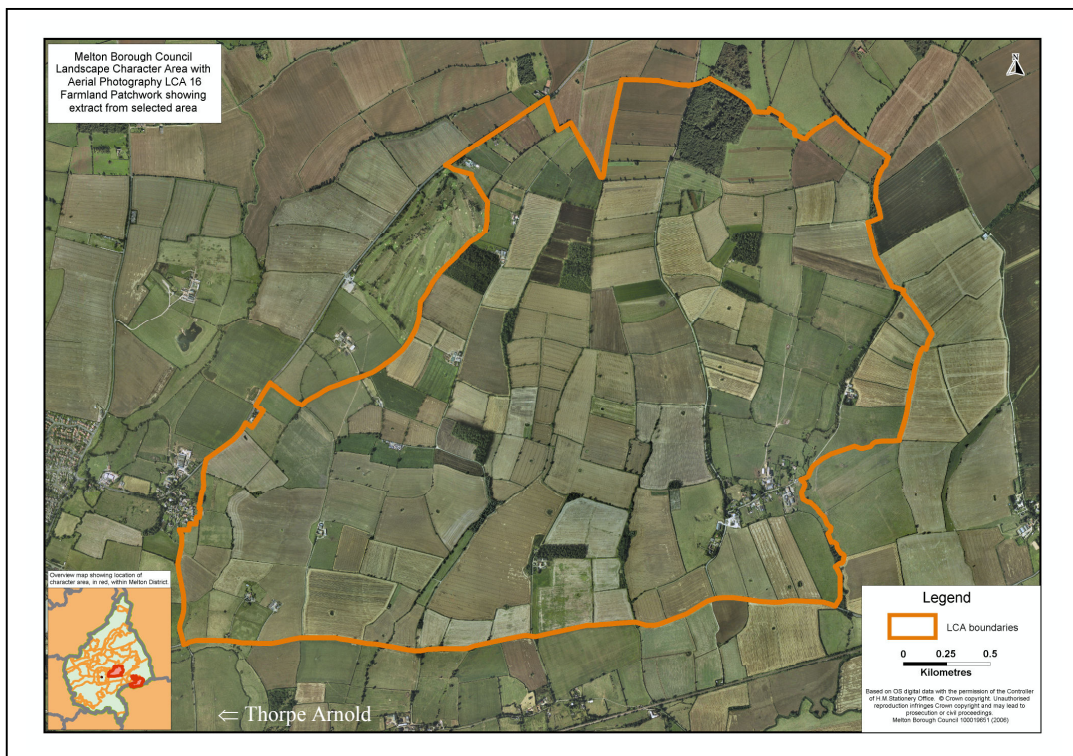 Melton Borough Council
Landscape Character Area with
Aerial Photography LCA 16
Farmland Patchwork showing
extract from selected area
Overview map showing location of
character area, in red, within Melton District.
⇐ Thorpe Arnold
Legend
LCA boundaries
0 0.25 0.5
Kilometres
Based on OS digital data with the permission of the Controller
of H.M.Stationery Office. © Crown copyright. Unauthorised
reproduction infringes Crown copyright and may lead to
prosecution or civil proceedings.
Melton Borough Council 100019651 (2006)